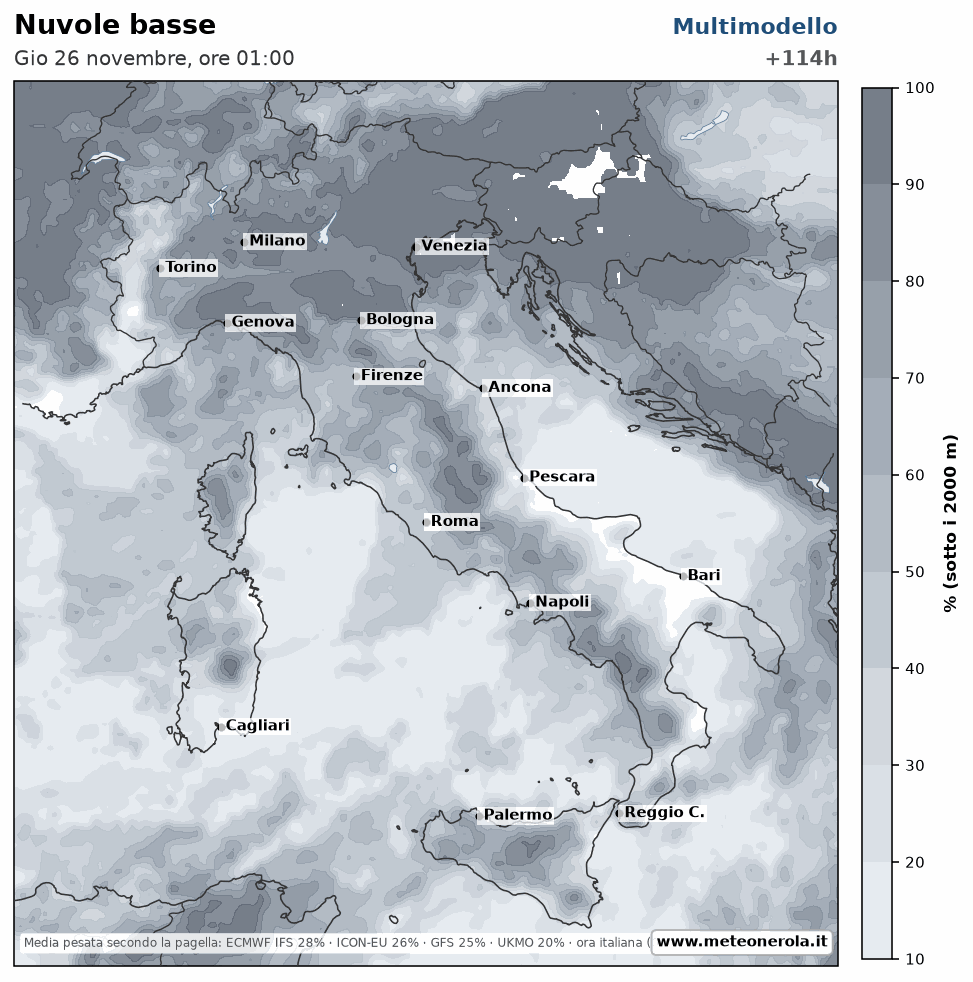 Nuvole basse
Multimodello
Gio 26 novembre, ore 01:00
+114h
100
90
80
70
60
50
40
30
20
10
% (sotto i 2000 m)
Milano
Venezia
Torino
Genova
Bologna
Firenze
Ancona
Pescara
Roma
Bari
Napoli
Cagliari
Palermo
Reggio C.
Media pesata secondo la pagella: ECMWF IFS 28% · ICON-EU 26% · GFS 25% · UKMO 20% · ora italiana (
www.meteonerola.it